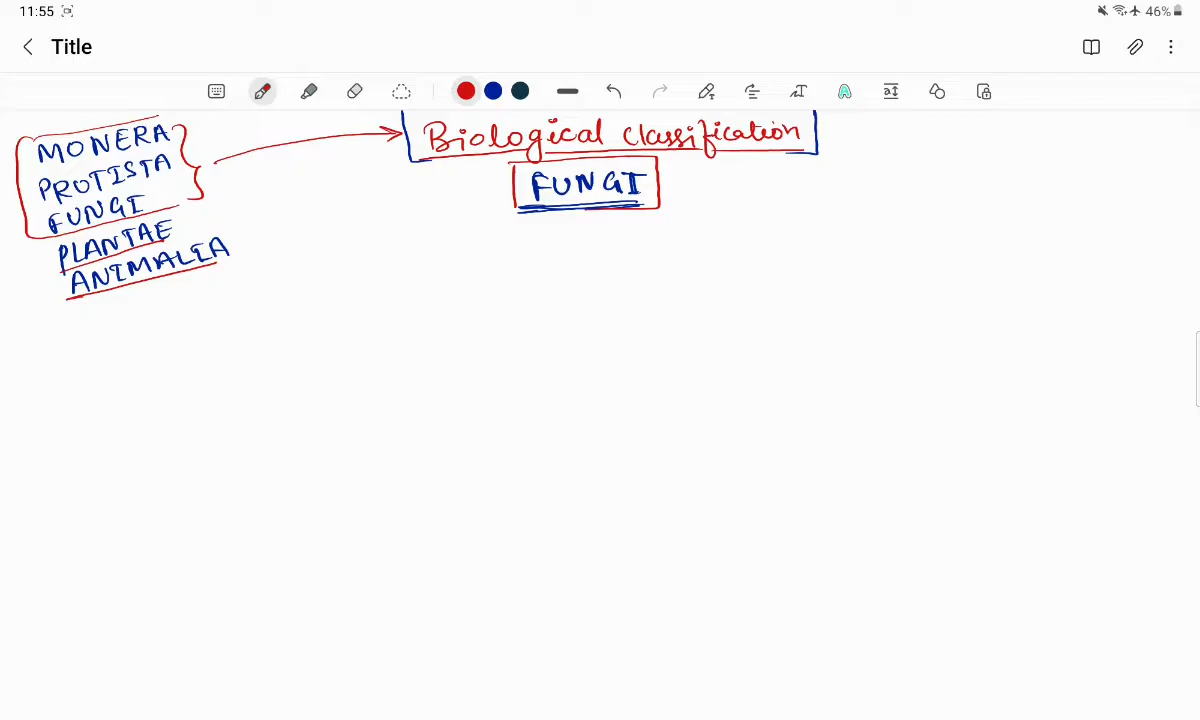 11:55
46%
Title
Biological classification
FUNGI
MONERA
PROTISTA
FUNGI
PLANTAE
ANIMALIA